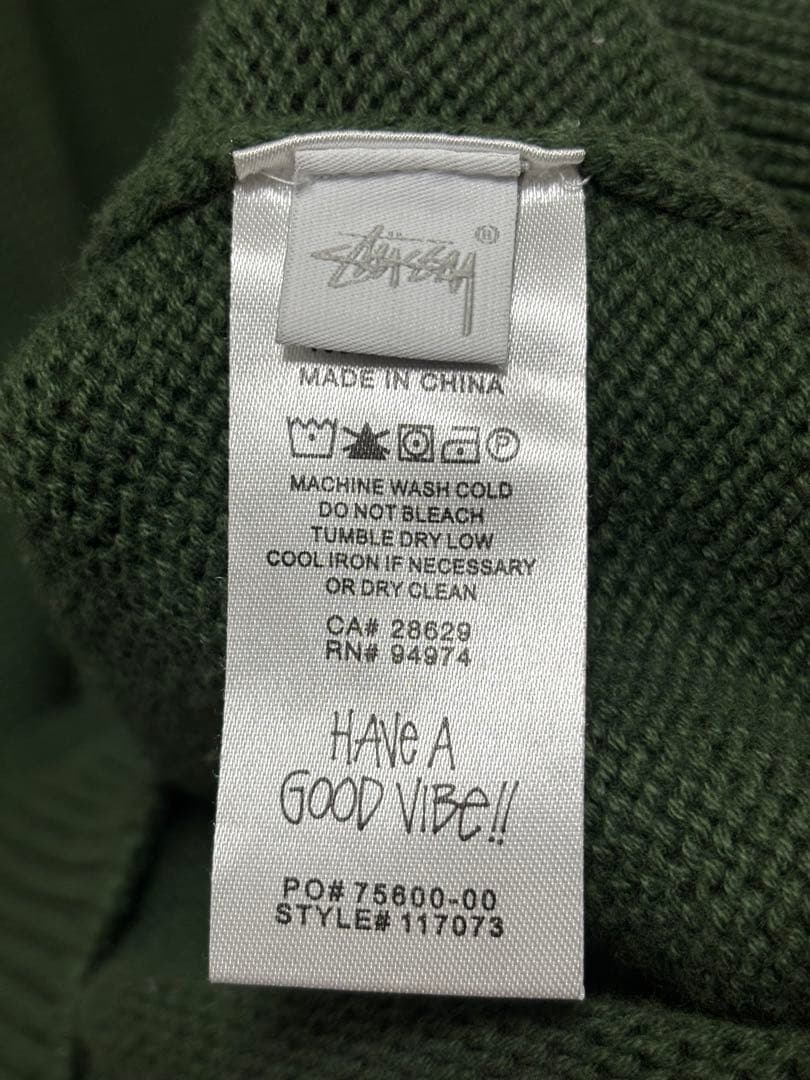 STÜSSY ®
MADE IN CHINA
P
MACHINE WASH COLD
DO NOT BLEACH
TUMBLE DRY LOW
COOL IRON IF NECESSARY
OR DRY CLEAN
CA# 28629
RN# 94974
HAVE A
GOOD VIBE!!
PO# 75600-00
STYLE# 117073